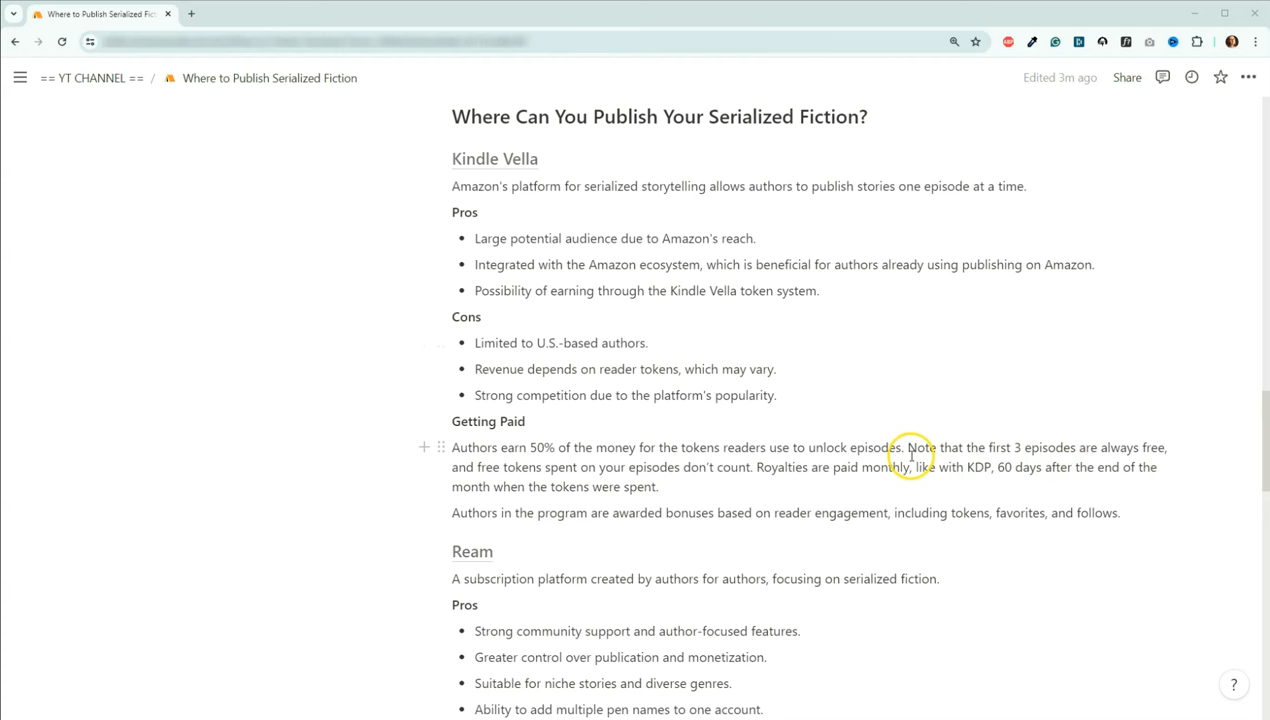 Where to Publish Serialized Fic
== YT CHANNEL == / Where to Publish Serialized Fiction
Edited 3m ago Share
Where Can You Publish Your Serialized Fiction?
Kindle Vella
Amazon's platform for serialized storytelling allows authors to publish stories one episode at a time.
Pros
• Large potential audience due to Amazon's reach.
• Integrated with the Amazon ecosystem, which is beneficial for authors already using publishing on Amazon.
• Possibility of earning through the Kindle Vella token system.
Cons
• Limited to U.S.-based authors.
• Revenue depends on reader tokens, which may vary.
• Strong competition due to the platform's popularity.
Getting Paid
Authors earn 50% of the money for the tokens readers use to unlock episodes. Note that the first 3 episodes are always free,
and free tokens spent on your episodes don't count. Royalties are paid monthly, like with KDP, 60 days after the end of the
month when the tokens were spent.
Authors in the program are awarded bonuses based on reader engagement, including tokens, favorites, and follows.
Ream
A subscription platform created by authors for authors, focusing on serialized fiction.
Pros
• Strong community support and author-focused features.
• Greater control over publication and monetization.
• Suitable for niche stories and diverse genres.
• Ability to add multiple pen names to one account.
?